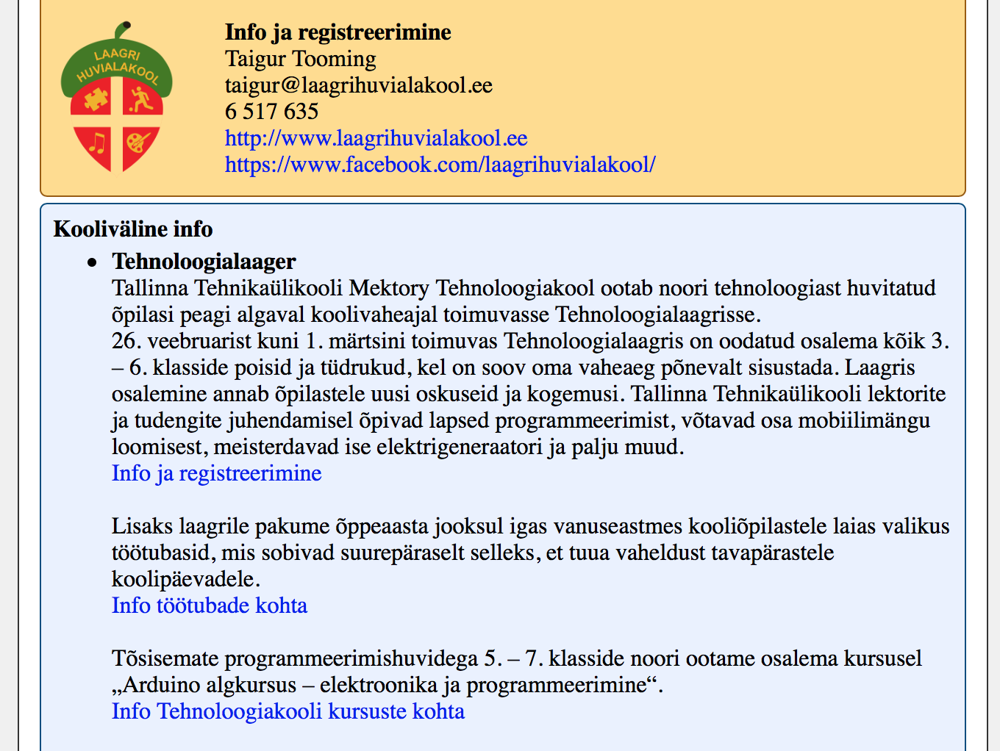 LAAGRI
HUVIALAKOOL
Info ja registreerimine
Taigur Tooming
taigur@laagrihuvialakool.ee
6 517 635
http://www.laagrihuvialakool.ee
https://www.facebook.com/laagrihuvialakool/
Kooliväline info
• Tehnoloogialaager
Tallinna Tehnikaülikooli Mektory Tehnoloogiakool ootab noori tehnoloogiast huvitatud
õpilasi peagi algaval koolivaheajal toimuvasse Tehnoloogialaagrisse.
26. veebruarist kuni 1. märtsini toimuvas Tehnoloogialaagris on oodatud osalema kõik 3.
– 6. klasside poisid ja tüdrukud, kel on soov oma vaheaeg põnevalt sisustada. Laagris
osalemine annab õpilastele uusi oskuseid ja kogemusi. Tallinna Tehnikaülikooli lektorite
ja tudengite juhendamisel õpivad lapsed programmeerimist, võtavad osa mobiilimängu
loomisest, meisterdavad ise elektrigeneraatori ja palju muud.
Info ja registreerimine
Lisaks laagrile pakume õppeaasta jooksul igas vanuseastmes kooliõpilastele laias valikus
töötubasid, mis sobivad suurepäraselt selleks, et tuua vaheldust tavapärastele
koolipäevadele.
Info töötubade kohta
Tõsisemate programmeerimishuvidega 5. – 7. klasside noori ootame osalema kursusel
„Arduino algkursus – elektroonika ja programmeerimine“.
Info Tehnoloogiakooli kursuste kohta